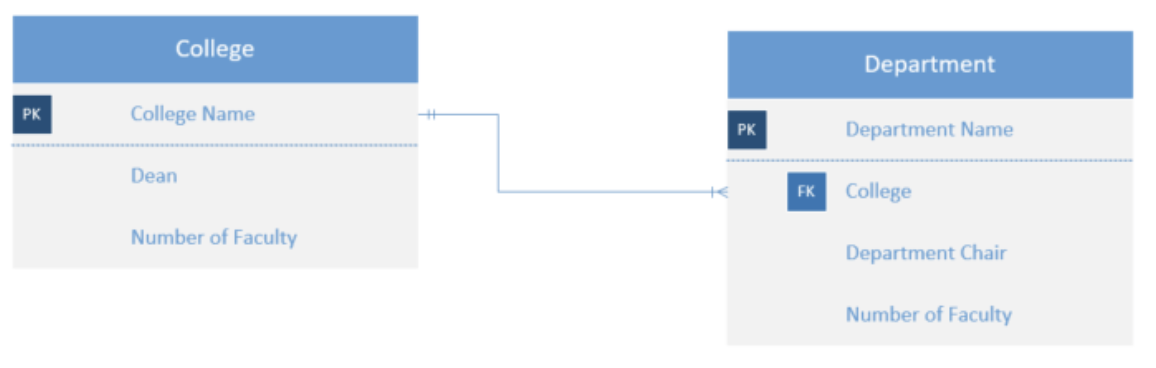 College
PK College Name
Dean
Number of Faculty
Department
PK Department Name
FK College
Department Chair
Number of Faculty